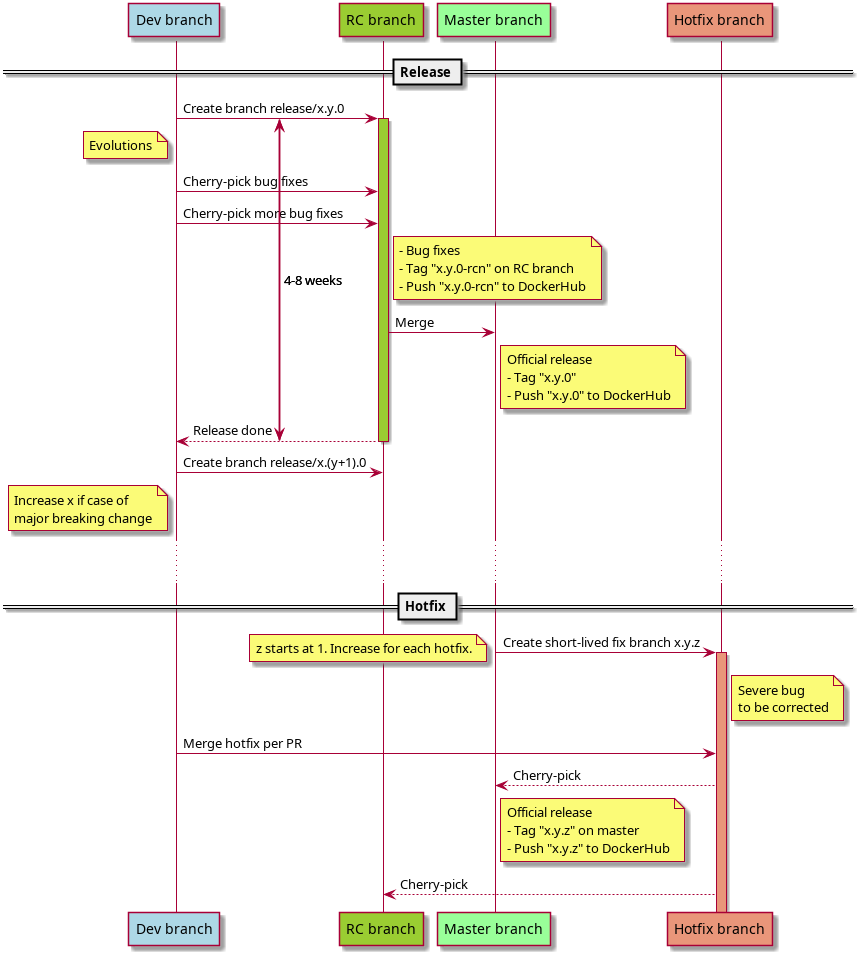 Dev branch
RC branch
Master branch
Hotfix branch
Release
Create branch release/x.y.0
Evolutions
Cherry-pick bug fixes
Cherry-pick more bug fixes
- Bug fixes
- Tag "x.y.0-rcn" on RC branch
- Push "x.y.0-rcn" to DockerHub
4-8 weeks
Merge
Official release
- Tag "x.y.0"
- Push "x.y.0" to DockerHub
Release done
Create branch release/x.(y+1).0
Increase x if case of
major breaking change
Hotfix
z starts at 1. Increase for each hotfix.
Create short-lived fix branch x.y.z
Severe bug
to be corrected
Merge hotfix per PR
Cherry-pick
Official release
- Tag "x.y.z" on master
- Push "x.y.z" to DockerHub
Cherry-pick
Dev branch
RC branch
Master branch
Hotfix branch